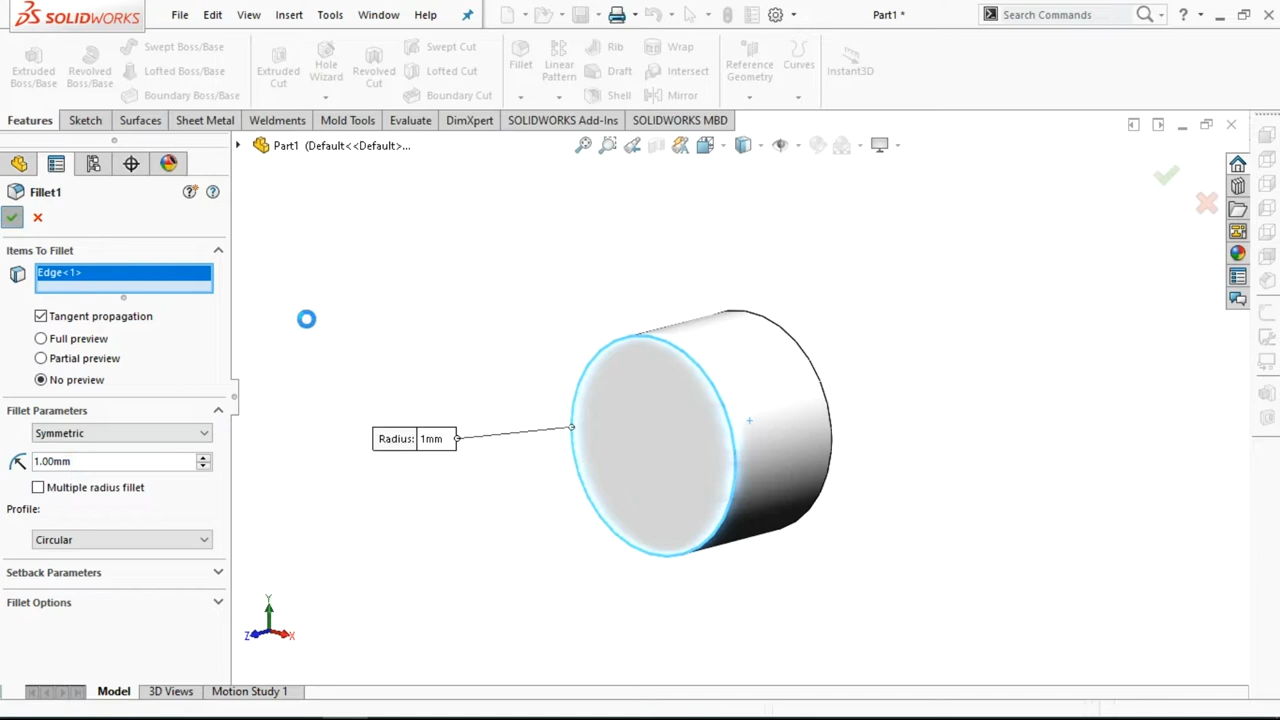 SOLIDWORKS File Edit View Insert Tools Window Help Part1 * Search Commands
Extruded Boss/Base
Revolved Boss/Base
Swept Boss/Base
Lofted Boss/Base
Boundary Boss/Base
Extruded Cut
Hole Wizard
Revolved Cut
Swept Cut
Lofted Cut
Boundary Cut
Fillet
Linear Pattern
Rib
Draft
Shell
Wrap
Intersect
Mirror
Reference Geometry
Curves
Instant3D
Features Sketch Surfaces Sheet Metal Weldments Mold Tools Evaluate DimXpert SOLIDWORKS Add-Ins SOLIDWORKS MBD
Part1 (Default<<Default>...
Fillet1
Items To Fillet
Edge<1>
Tangent propagation
Full preview
Partial preview
No preview
Fillet Parameters
Symmetric
1.00mm
Multiple radius fillet
Profile:
Circular
Setback Parameters
Fillet Options
Radius: 1mm
Y
Z X
Model 3D Views Motion Study 1